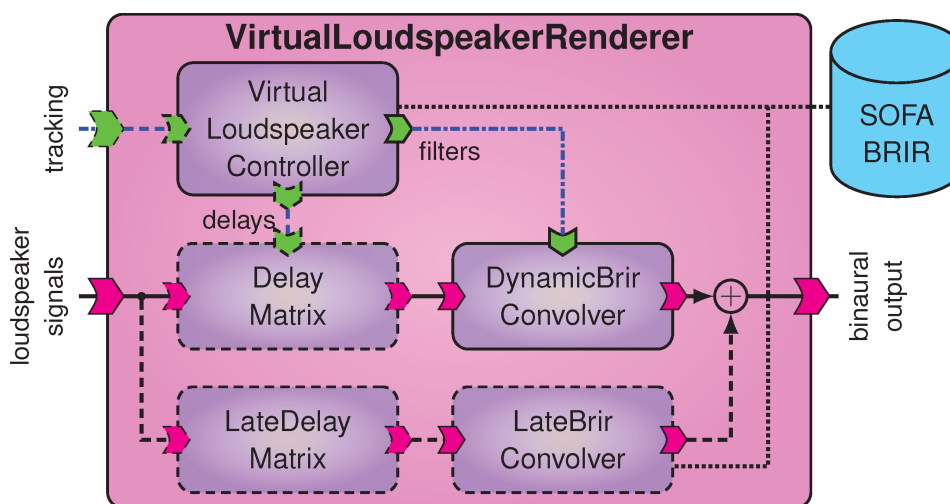 VirtualLoudspeakerRenderer
tracking
Virtual
Loudspeaker
Controller
filters
SOFA
BRIR
delays
loudspeaker
signals
Delay
Matrix
DynamicBrir
Convolver
binaural
output
LateDelay
Matrix
LateBrir
Convolver